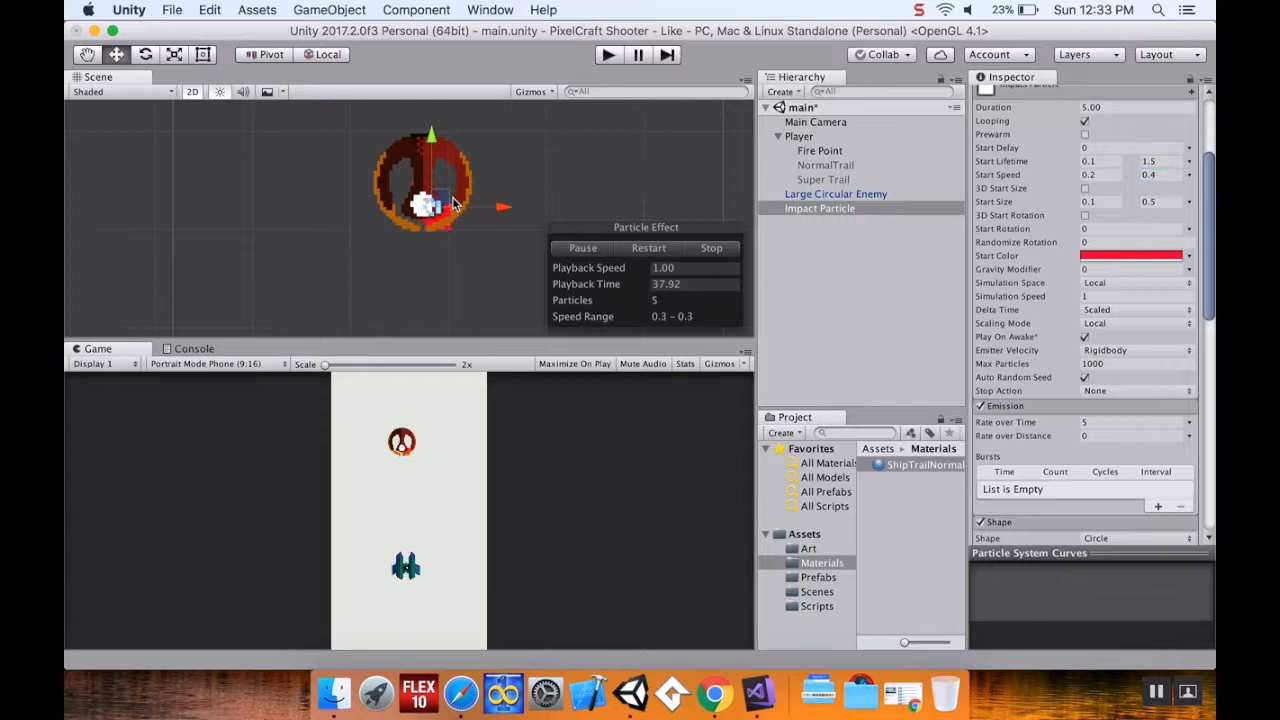 Unity File Edit Assets GameObject Component Window Help 23% Sun 12:33 PM
Unity 2017.2.0f3 Personal (64bit) - main.unity - PixelCraft Shooter - Like - PC, Mac & Linux Standalone (Personal) <OpenGL 4.1>
Pivot Local Collab Account Layers Layout
Scene
Shaded 2D Gizmos All
Particle Effect
Pause Restart Stop
Playback Speed 1.00
Playback Time 37.92
Particles 5
Speed Range 0.3 - 0.3
Game Console
Display 1 Portrait Mode Phone (9:16) Scale 2x Maximize On Play Mute Audio Stats Gizmos
Hierarchy
Create All
main*
Main Camera
Player
Fire Point
NormalTrail
Super Trail
Large Circular Enemy
Impact Particle
Project
Create
Favorites
All Materials
All Models
All Prefabs
All Scripts
Assets
Art
Materials
Prefabs
Scenes
Scripts
Assets Materials
ShipTrailNormal
Inspector
Impact Particle
Duration 5.00
Looping
Prewarm
Start Delay 0
Start Lifetime 0.1 1.5
Start Speed 0.2 0.4
3D Start Size
Start Size 0.1 0.5
3D Start Rotation
Start Rotation 0
Randomize Rotation 0
Start Color
Gravity Modifier 0
Simulation Space Local
Simulation Speed 1
Delta Time Scaled
Scaling Mode Local
Play On Awake*
Emitter Velocity Rigidbody
Max Particles 1000
Auto Random Seed
Stop Action None
Emission
Rate over Time 5
Rate over Distance 0
Bursts
Time Count Cycles Interval
List is Empty
+ -
Shape
Shape Circle
Particle System Curves
FLEX
10